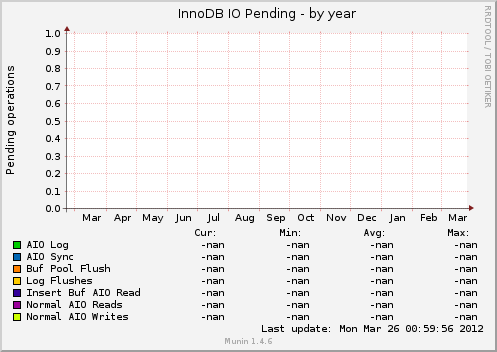 InnoDB IO Pending - by year
RRDTOOL / TOBI OETIKER
Pending operations
1.0
0.9
0.8
0.7
0.6
0.5
0.4
0.3
0.2
0.1
0.0
Mar Apr May Jun Jul Aug Sep Oct Nov Dec Jan Feb Mar
Cur: Min: Avg: Max:
AIO Log -nan -nan -nan -nan
AIO Sync -nan -nan -nan -nan
Buf Pool Flush -nan -nan -nan -nan
Log Flushes -nan -nan -nan -nan
Insert Buf AIO Read -nan -nan -nan -nan
Normal AIO Reads -nan -nan -nan -nan
Normal AIO Writes -nan -nan -nan -nan
Last update: Mon Mar 26 00:59:56 2012
Munin 1.4.6